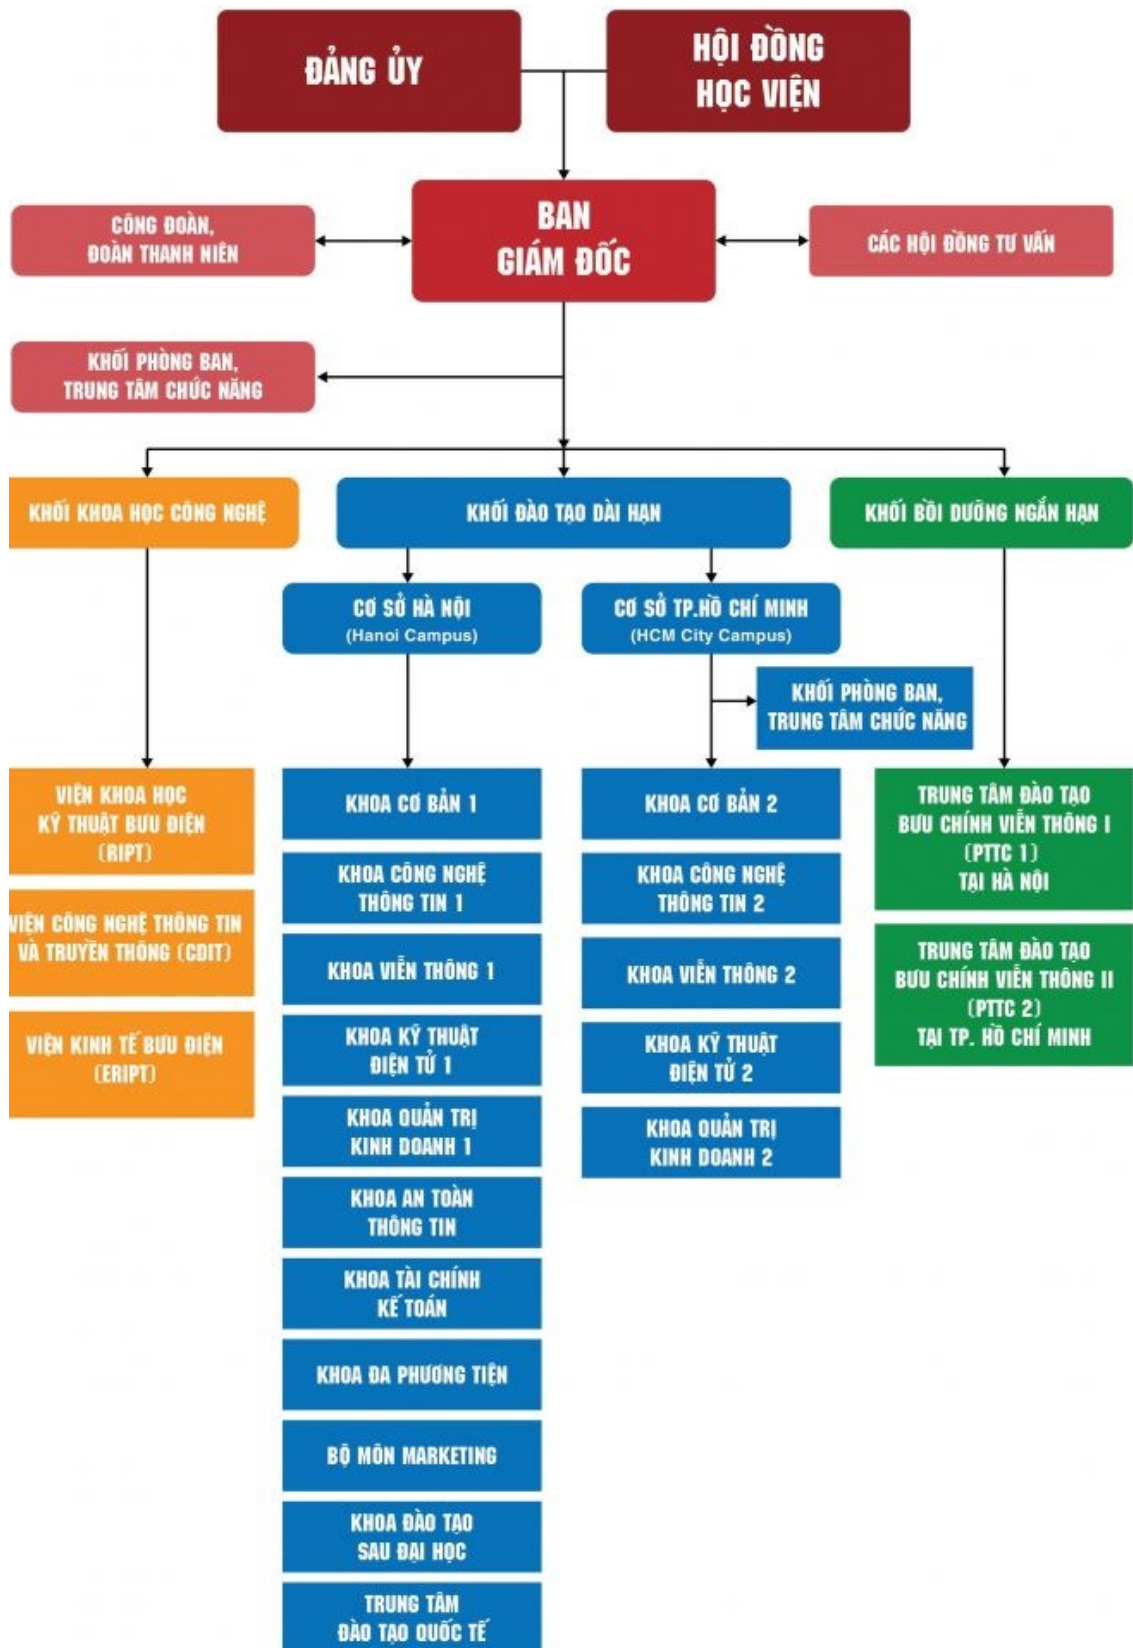 ĐẢNG ỦY
HỘI ĐỒNG
HỌC VIỆN
BAN
GIÁM ĐỐC
CÔNG ĐOÀN,
ĐOÀN THANH NIÊN
CÁC HỘI ĐỒNG TƯ VẤN
KHỐI PHÒNG BAN,
TRUNG TÂM CHỨC NĂNG
KHỐI KHOA HỌC CÔNG NGHỆ
KHỐI ĐÀO TẠO DÀI HẠN
KHỐI BỒI DƯỠNG NGẮN HẠN
CƠ SỞ HÀ NỘI
(Hanoi Campus)
CƠ SỞ TP.HỒ CHÍ MINH
(HCM City Campus)
KHỐI PHÒNG BAN,
TRUNG TÂM CHỨC NĂNG
VIỆN KHOA HỌC
KỸ THUẬT BƯU ĐIỆN
(RIPT)
VIỆN CÔNG NGHỆ THÔNG TIN
VÀ TRUYỀN THÔNG (CDIT)
VIỆN KINH TẾ BƯU ĐIỆN
(ERIPT)
KHOA CƠ BẢN 1
KHOA CÔNG NGHỆ
THÔNG TIN 1
KHOA VIỄN THÔNG 1
KHOA KỸ THUẬT
ĐIỆN TỬ 1
KHOA QUẢN TRỊ
KINH DOANH 1
KHOA AN TOÀN
THÔNG TIN
KHOA TÀI CHÍNH
KẾ TOÁN
KHOA ĐA PHƯƠNG TIỆN
BỘ MÔN MARKETING
KHOA ĐÀO TẠO
SAU ĐẠI HỌC
TRUNG TÂM
ĐÀO TẠO QUỐC TẾ
KHOA CƠ BẢN 2
KHOA CÔNG NGHỆ
THÔNG TIN 2
KHOA VIỄN THÔNG 2
KHOA KỸ THUẬT
ĐIỆN TỬ 2
KHOA QUẢN TRỊ
KINH DOANH 2
TRUNG TÂM ĐÀO TẠO
BƯU CHÍNH VIỄN THÔNG I
(PTTC 1)
TẠI HÀ NỘI
TRUNG TÂM ĐÀO TẠO
BƯU CHÍNH VIỄN THÔNG II
(PTTC 2)
TẠI TP. HỒ CHÍ MINH